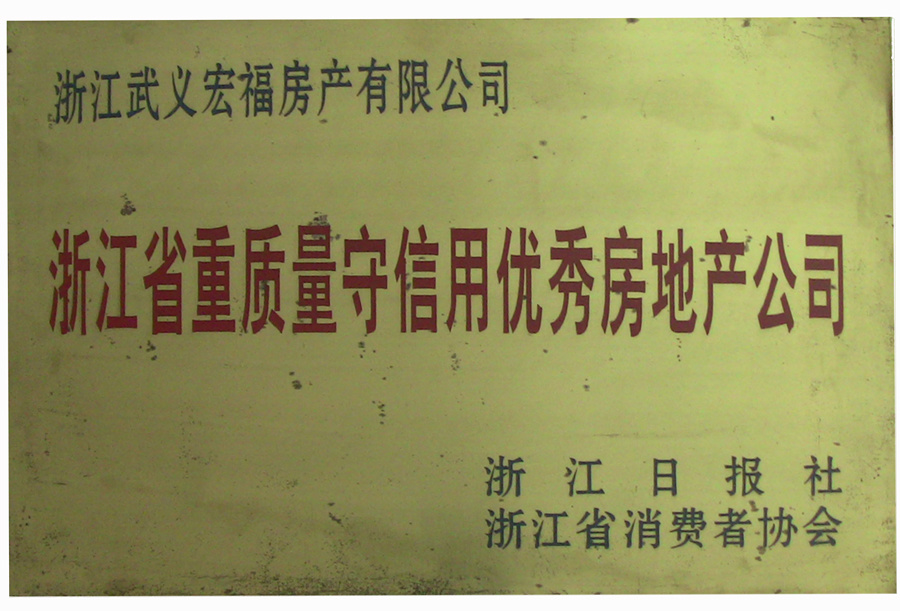 浙江武义宏福房产有限公司
浙江省重质量守信用优秀房地产公司
浙江日报社
浙江省消费者协会